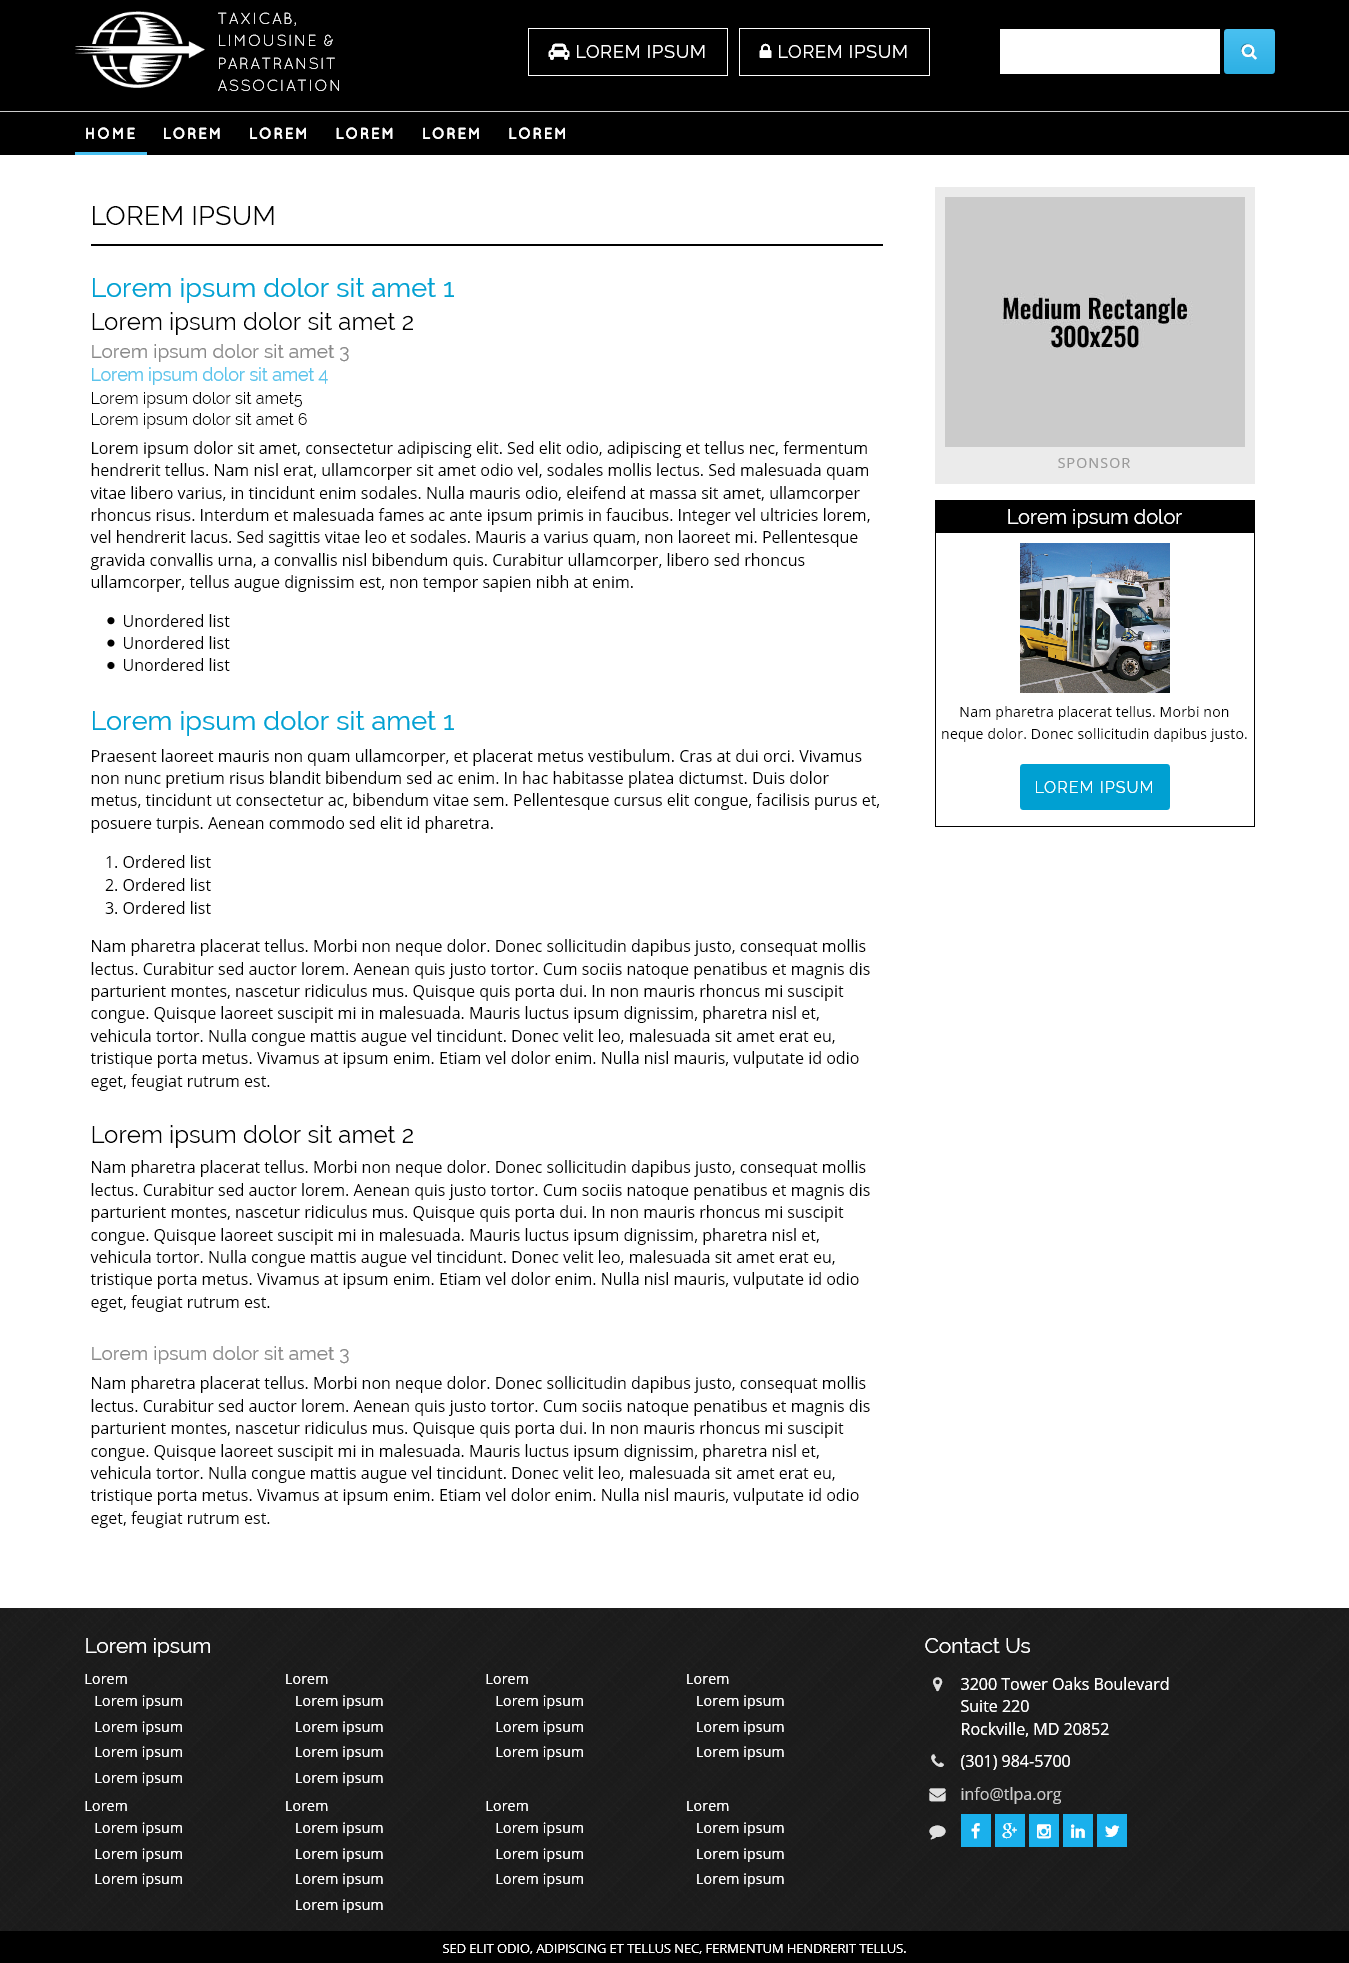 TAXICAB,
LIMOUSINE &
PARATRANSIT
ASSOCIATION
LOREM IPSUM
LOREM IPSUM
HOME LOREM LOREM LOREM LOREM LOREM
LOREM IPSUM
Lorem ipsum dolor sit amet 1
Lorem ipsum dolor sit amet 2
Lorem ipsum dolor sit amet 3
Lorem ipsum dolor sit amet 4
Lorem ipsum dolor sit amet5
Lorem ipsum dolor sit amet 6
Lorem ipsum dolor sit amet, consectetur adipiscing elit. Sed elit odio, adipiscing et tellus nec, fermentum
hendrerit tellus. Nam nisl erat, ullamcorper sit amet odio vel, sodales mollis lectus. Sed malesuada quam
vitae libero varius, in tincidunt enim sodales. Nulla mauris odio, eleifend at massa sit amet, ullamcorper
rhoncus risus. Interdum et malesuada fames ac ante ipsum primis in faucibus. Integer vel ultricies lorem,
vel hendrerit lacus. Sed sagittis vitae leo et sodales. Mauris a varius quam, non laoreet mi. Pellentesque
gravida convallis urna, a convallis nisl bibendum quis. Curabitur ullamcorper, libero sed rhoncus
ullamcorper, tellus augue dignissim est, non tempor sapien nibh at enim.
● Unordered list
● Unordered list
● Unordered list
Lorem ipsum dolor sit amet 1
Praesent laoreet mauris non quam ullamcorper, et placerat metus vestibulum. Cras at dui orci. Vivamus
non nunc pretium risus blandit bibendum sed ac enim. In hac habitasse platea dictumst. Duis dolor
metus, tincidunt ut consectetur ac, bibendum vitae sem. Pellentesque cursus elit congue, facilisis purus et,
posuere turpis. Aenean commodo sed elit id pharetra.
1. Ordered list
2. Ordered list
3. Ordered list
Nam pharetra placerat tellus. Morbi non neque dolor. Donec sollicitudin dapibus justo, consequat mollis
lectus. Curabitur sed auctor lorem. Aenean quis justo tortor. Cum sociis natoque penatibus et magnis dis
parturient montes, nascetur ridiculus mus. Quisque quis porta dui. In non mauris rhoncus mi suscipit
congue. Quisque laoreet suscipit mi in malesuada. Mauris luctus ipsum dignissim, pharetra nisl et,
vehicula tortor. Nulla congue mattis augue vel tincidunt. Donec velit leo, malesuada sit amet erat eu,
tristique porta metus. Vivamus at ipsum enim. Etiam vel dolor enim. Nulla nisl mauris, vulputate id odio
eget, feugiat rutrum est.
Lorem ipsum dolor sit amet 2
Nam pharetra placerat tellus. Morbi non neque dolor. Donec sollicitudin dapibus justo, consequat mollis
lectus. Curabitur sed auctor lorem. Aenean quis justo tortor. Cum sociis natoque penatibus et magnis dis
parturient montes, nascetur ridiculus mus. Quisque quis porta dui. In non mauris rhoncus mi suscipit
congue. Quisque laoreet suscipit mi in malesuada. Mauris luctus ipsum dignissim, pharetra nisl et,
vehicula tortor. Nulla congue mattis augue vel tincidunt. Donec velit leo, malesuada sit amet erat eu,
tristique porta metus. Vivamus at ipsum enim. Etiam vel dolor enim. Nulla nisl mauris, vulputate id odio
eget, feugiat rutrum est.
Lorem ipsum dolor sit amet 3
Nam pharetra placerat tellus. Morbi non neque dolor. Donec sollicitudin dapibus justo, consequat mollis
lectus. Curabitur sed auctor lorem. Aenean quis justo tortor. Cum sociis natoque penatibus et magnis dis
parturient montes, nascetur ridiculus mus. Quisque quis porta dui. In non mauris rhoncus mi suscipit
congue. Quisque laoreet suscipit mi in malesuada. Mauris luctus ipsum dignissim, pharetra nisl et,
vehicula tortor. Nulla congue mattis augue vel tincidunt. Donec velit leo, malesuada sit amet erat eu,
tristique porta metus. Vivamus at ipsum enim. Etiam vel dolor enim. Nulla nisl mauris, vulputate id odio
eget, feugiat rutrum est.
Medium Rectangle
300x250
SPONSOR
Lorem ipsum dolor
Nam pharetra placerat tellus. Morbi non
neque dolor. Donec sollicitudin dapibus justo.
LOREM IPSUM
Lorem ipsum
Lorem Lorem Lorem Lorem
Lorem ipsum Lorem ipsum Lorem ipsum Lorem ipsum
Lorem ipsum Lorem ipsum Lorem ipsum Lorem ipsum
Lorem ipsum Lorem ipsum Lorem ipsum Lorem ipsum
Lorem ipsum Lorem ipsum
Lorem Lorem Lorem Lorem
Lorem ipsum Lorem ipsum Lorem ipsum Lorem ipsum
Lorem ipsum Lorem ipsum Lorem ipsum Lorem ipsum
Lorem ipsum Lorem ipsum Lorem ipsum Lorem ipsum
Lorem ipsum
Contact Us
3200 Tower Oaks Boulevard
Suite 220
Rockville, MD 20852
(301) 984-5700
info@tlpa.org
SED ELIT ODIO, ADIPISCING ET TELLUS NEC, FERMENTUM HENDRERIT TELLUS.